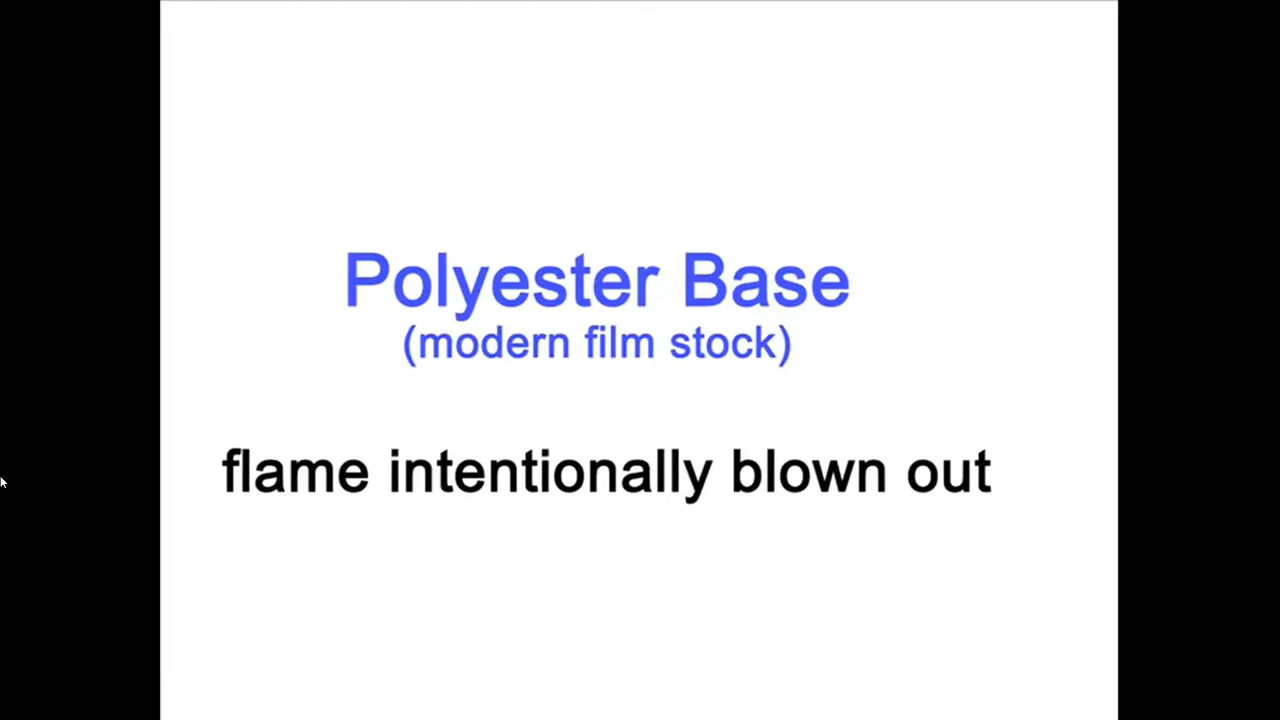 Polyester Base
(modern film stock)
flame intentionally blown out